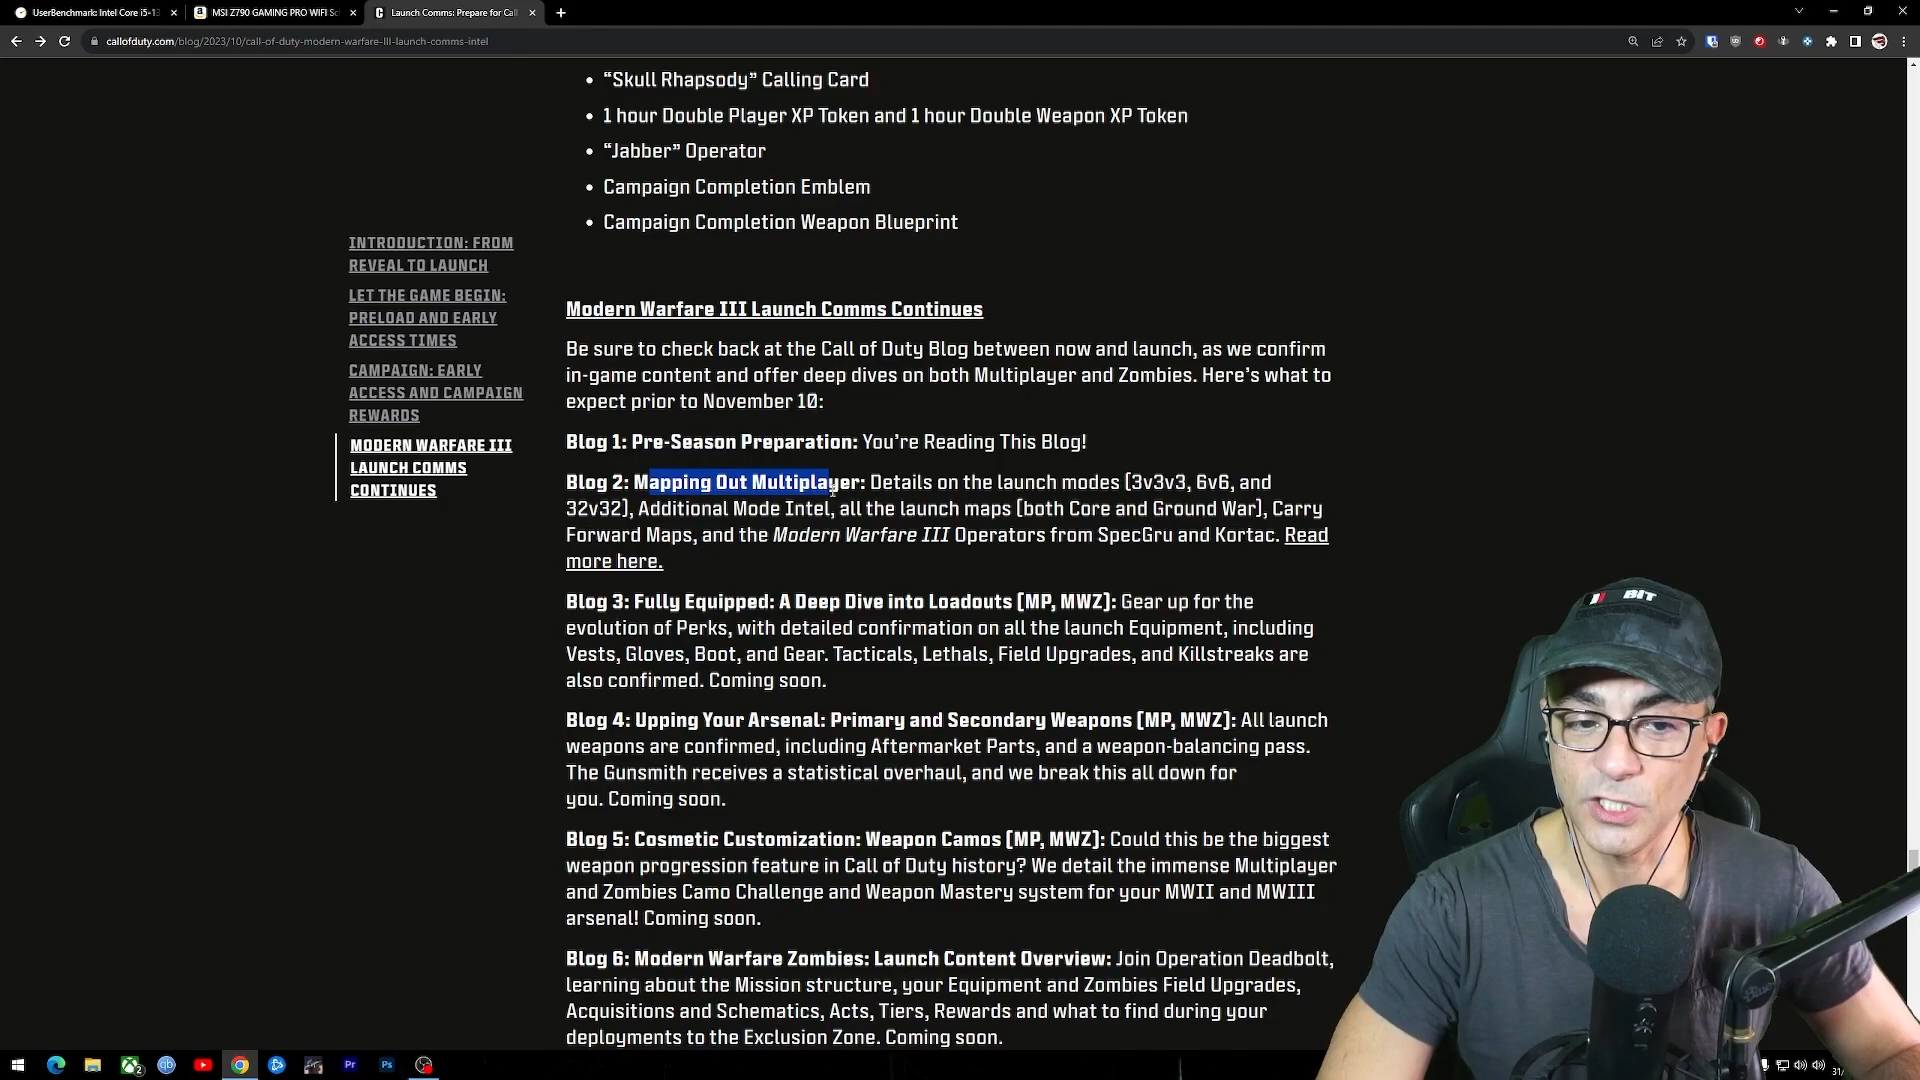 UserBenchmark: Intel Core i5-13
MSI Z790 GAMING PRO WIFI Sc
Launch Comms: Prepare for Call
callofduty.com/blog/2023/10/call-of-duty-modern-warfare-III-launch-comms-intel
• “Skull Rhapsody” Calling Card
• 1 hour Double Player XP Token and 1 hour Double Weapon XP Token
• “Jabber” Operator
• Campaign Completion Emblem
• Campaign Completion Weapon Blueprint
INTRODUCTION: FROM
REVEAL TO LAUNCH
LET THE GAME BEGIN:
PRELOAD AND EARLY
ACCESS TIMES
CAMPAIGN: EARLY
ACCESS AND CAMPAIGN
REWARDS
MODERN WARFARE III
LAUNCH COMMS
CONTINUES
Modern Warfare III Launch Comms Continues
Be sure to check back at the Call of Duty Blog between now and launch, as we confirm
in-game content and offer deep dives on both Multiplayer and Zombies. Here’s what to
expect prior to November 10:
Blog 1: Pre-Season Preparation: You’re Reading This Blog!
Blog 2: Mapping Out Multiplayer: Details on the launch modes (3v3v3, 6v6, and
32v32), Additional Mode Intel, all the launch maps (both Core and Ground War), Carry
Forward Maps, and the Modern Warfare III Operators from SpecGru and Kortac. Read
more here.
Blog 3: Fully Equipped: A Deep Dive into Loadouts (MP, MWZ): Gear up for the
evolution of Perks, with detailed confirmation on all the launch Equipment, including
Vests, Gloves, Boot, and Gear. Tacticals, Lethals, Field Upgrades, and Killstreaks are
also confirmed. Coming soon.
Blog 4: Upping Your Arsenal: Primary and Secondary Weapons (MP, MWZ): All launch
weapons are confirmed, including Aftermarket Parts, and a weapon-balancing pass.
The Gunsmith receives a statistical overhaul, and we break this all down for
you. Coming soon.
Blog 5: Cosmetic Customization: Weapon Camos (MP, MWZ): Could this be the biggest
weapon progression feature in Call of Duty history? We detail the immense Multiplayer
and Zombies Camo Challenge and Weapon Mastery system for your MWII and MWIII
arsenal! Coming soon.
Blog 6: Modern Warfare Zombies: Launch Content Overview: Join Operation Deadbolt,
learning about the Mission structure, your Equipment and Zombies Field Upgrades,
Acquisitions and Schematics, Acts, Tiers, Rewards and what to find during your
deployments to the Exclusion Zone. Coming soon.
BIT
2
qb
Pr
Ps
31/